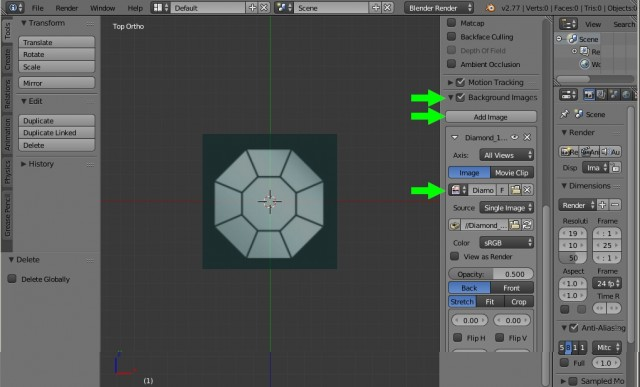 File Render Window Help Default Scene Blender Render v2.77 | Verts:0 | Faces:0 | Tris:0 | Objects:0
Tools
Create
Relations
Animation
Physics
Grease Pencil
Transform
Translate
Rotate
Scale
Mirror
Edit
Duplicate
Duplicate Linked
Delete
History
Delete
Delete Globally
Top Ortho
(1)
Matcap
Backface Culling
Depth Of Field
Ambient Occlusion
Motion Tracking
Background Images
Add Image
Diamond_1...
Axis: All Views
Image Movie Clip
Diamo F
Source: Single Image
//Diamond_...
Color sRGB
View as Render
Opacity: 0.500
Back Front
Stretch Fit Crop
0.00 0.00
Flip H Flip V
Scene
Re
Wc
Scene
Render
Re An Au
Disp Ima
Dimensions
Render
Resoluti Frame
19 : 1
10 : 25
50 : 1
Aspect Frame
1.0 24 fp
1.0 Time R
Anti-Aliasing
5 8 1 1 Mitc
Full 1.0
Sampled Mo